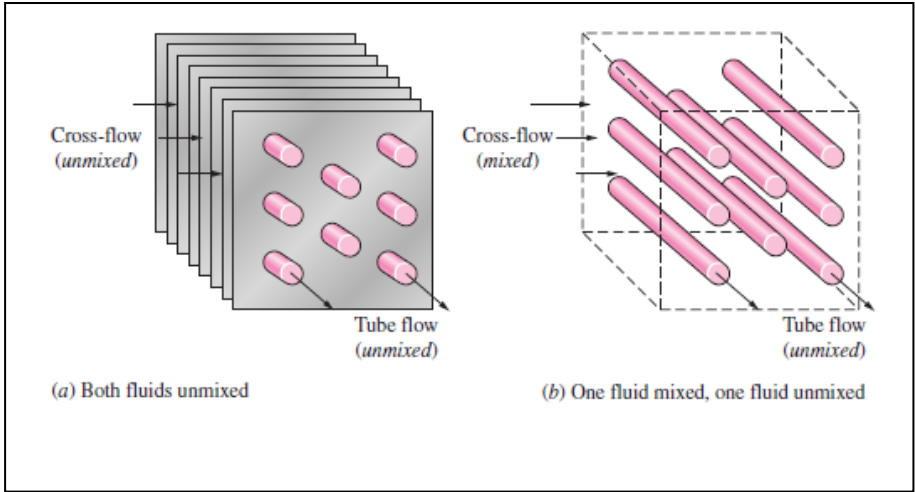 Cross-flow
(unmixed)
Tube flow
(unmixed)
(a) Both fluids unmixed
Cross-flow
(mixed)
Tube flow
(unmixed)
(b) One fluid mixed, one fluid unmixed